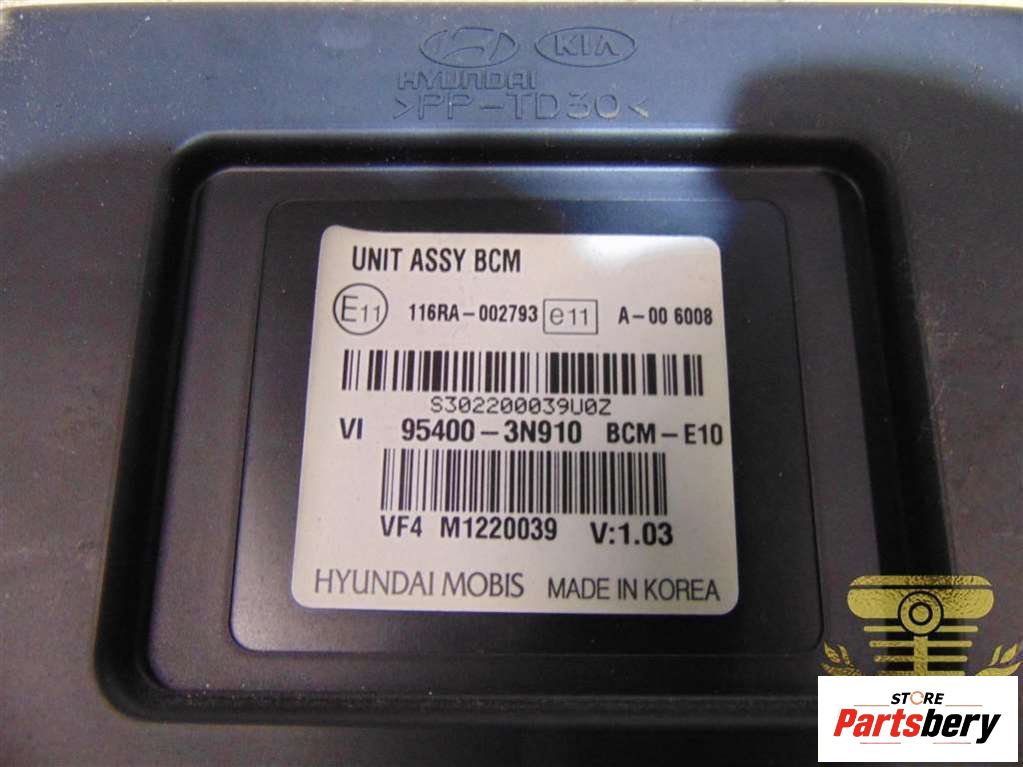 KIA
HYUNDAI
>PP-TD30<
UNIT ASSY BCM
E11 116RA-002793 e11 A-00 6008
S302200039U0Z
VI 95400-3N910 BCM-E10
VF4 M1220039 V:1.03
HYUNDAI MOBIS MADE IN KOREA
STORE
Partsbery